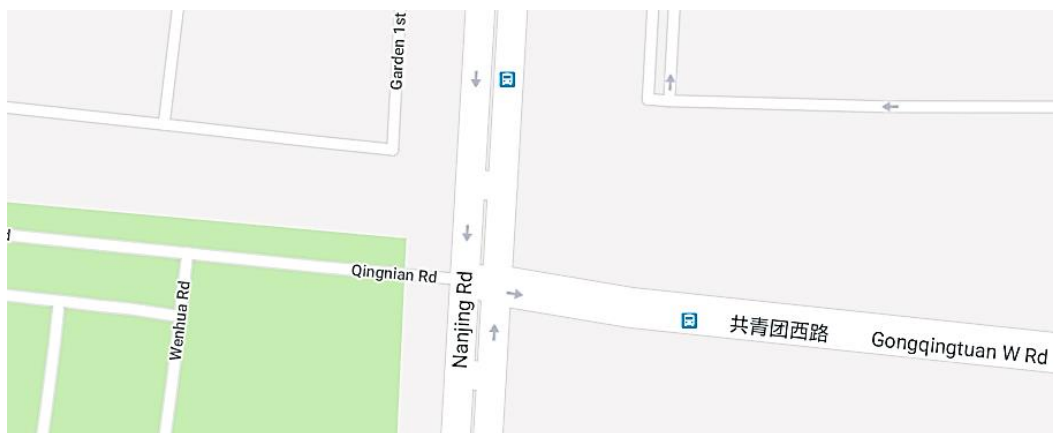 Garden 1st
Qingnian Rd
Wenhua Rd
Nanjing Rd
共青团西路
Gongqingtuan W Rd